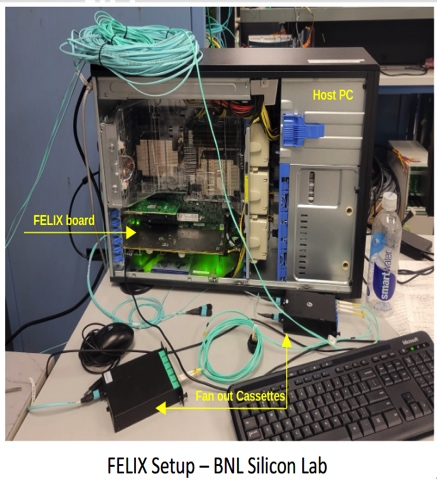 Host PC
FELIX board
smartwater
Fan out Cassettes
Microsoft
FELIX Setup – BNL Silicon Lab